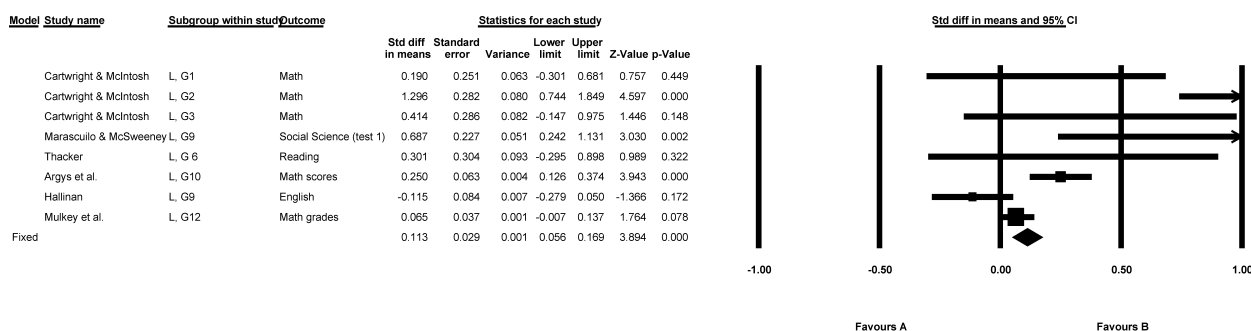 Model Study name Subgroup within study Outcome Statistics for each study Std diff in means and 95% CI
Std diff in means Standard error Variance Lower limit Upper limit Z-Value p-Value
Cartwright & McIntosh L, G1 Math 0.190 0.251 0.063 -0.301 0.681 0.757 0.449
Cartwright & McIntosh L, G2 Math 1.296 0.282 0.080 0.744 1.849 4.597 0.000
Cartwright & McIntosh L, G3 Math 0.414 0.286 0.082 -0.147 0.975 1.446 0.148
Marascuilo & McSweeney L, G9 Social Science (test 1) 0.687 0.227 0.051 0.242 1.131 3.030 0.002
Thacker L, G 6 Reading 0.301 0.304 0.093 -0.295 0.898 0.989 0.322
Argys et al. L, G10 Math scores 0.250 0.063 0.004 0.126 0.374 3.943 0.000
Hallinan L, G9 English -0.115 0.084 0.007 -0.279 0.050 -1.366 0.172
Mulkey et al. L, G12 Math grades 0.065 0.037 0.001 -0.007 0.137 1.764 0.078
Fixed 0.113 0.029 0.001 0.056 0.169 3.894 0.000
-1.00 -0.50 0.00 0.50 1.00
Favours A Favours B